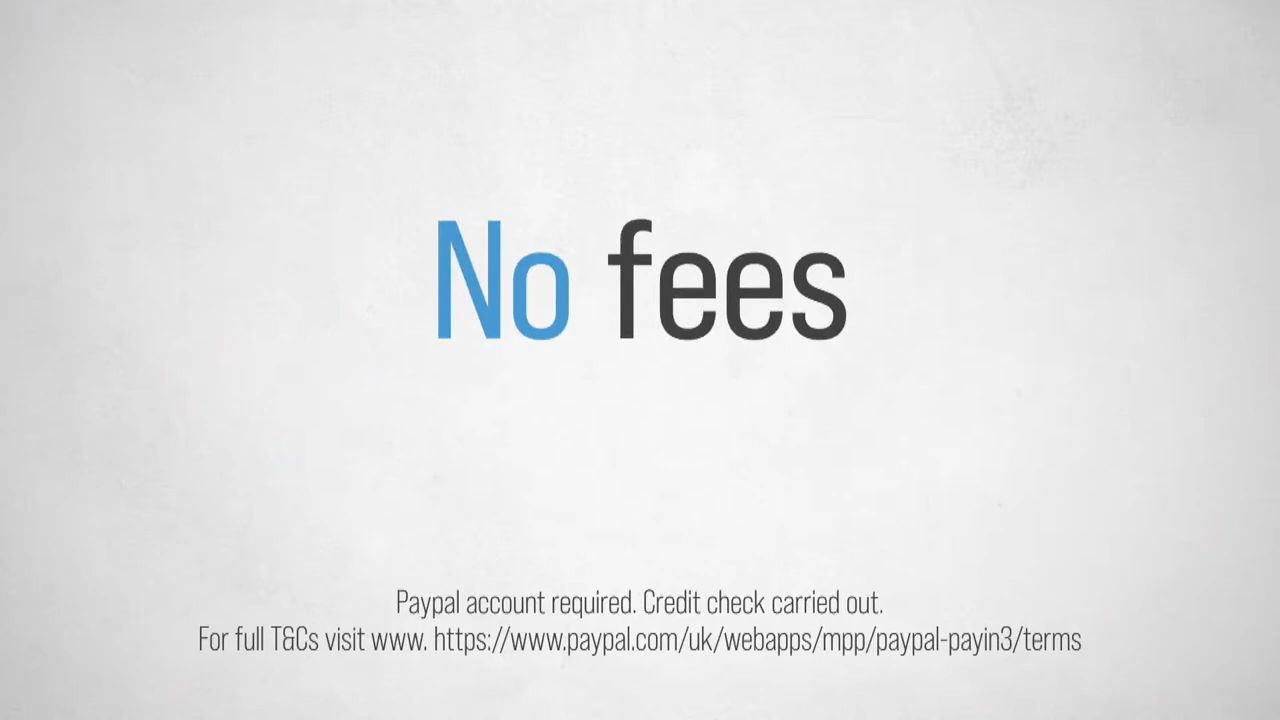 No fees
Paypal account required. Credit check carried out.
For full T&Cs visit www. https://www.paypal.com/uk/webapps/mpp/paypal-payin3/terms